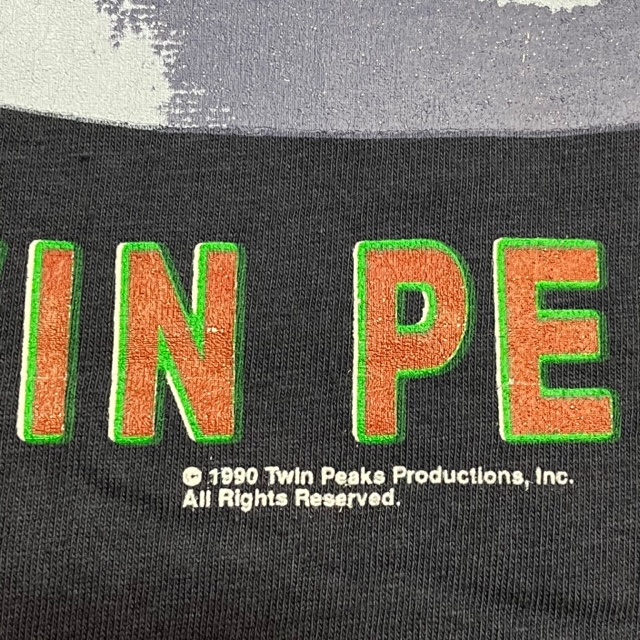 IN PE
© 1990 Twin Peaks Productions, Inc.
All Rights Reserved.